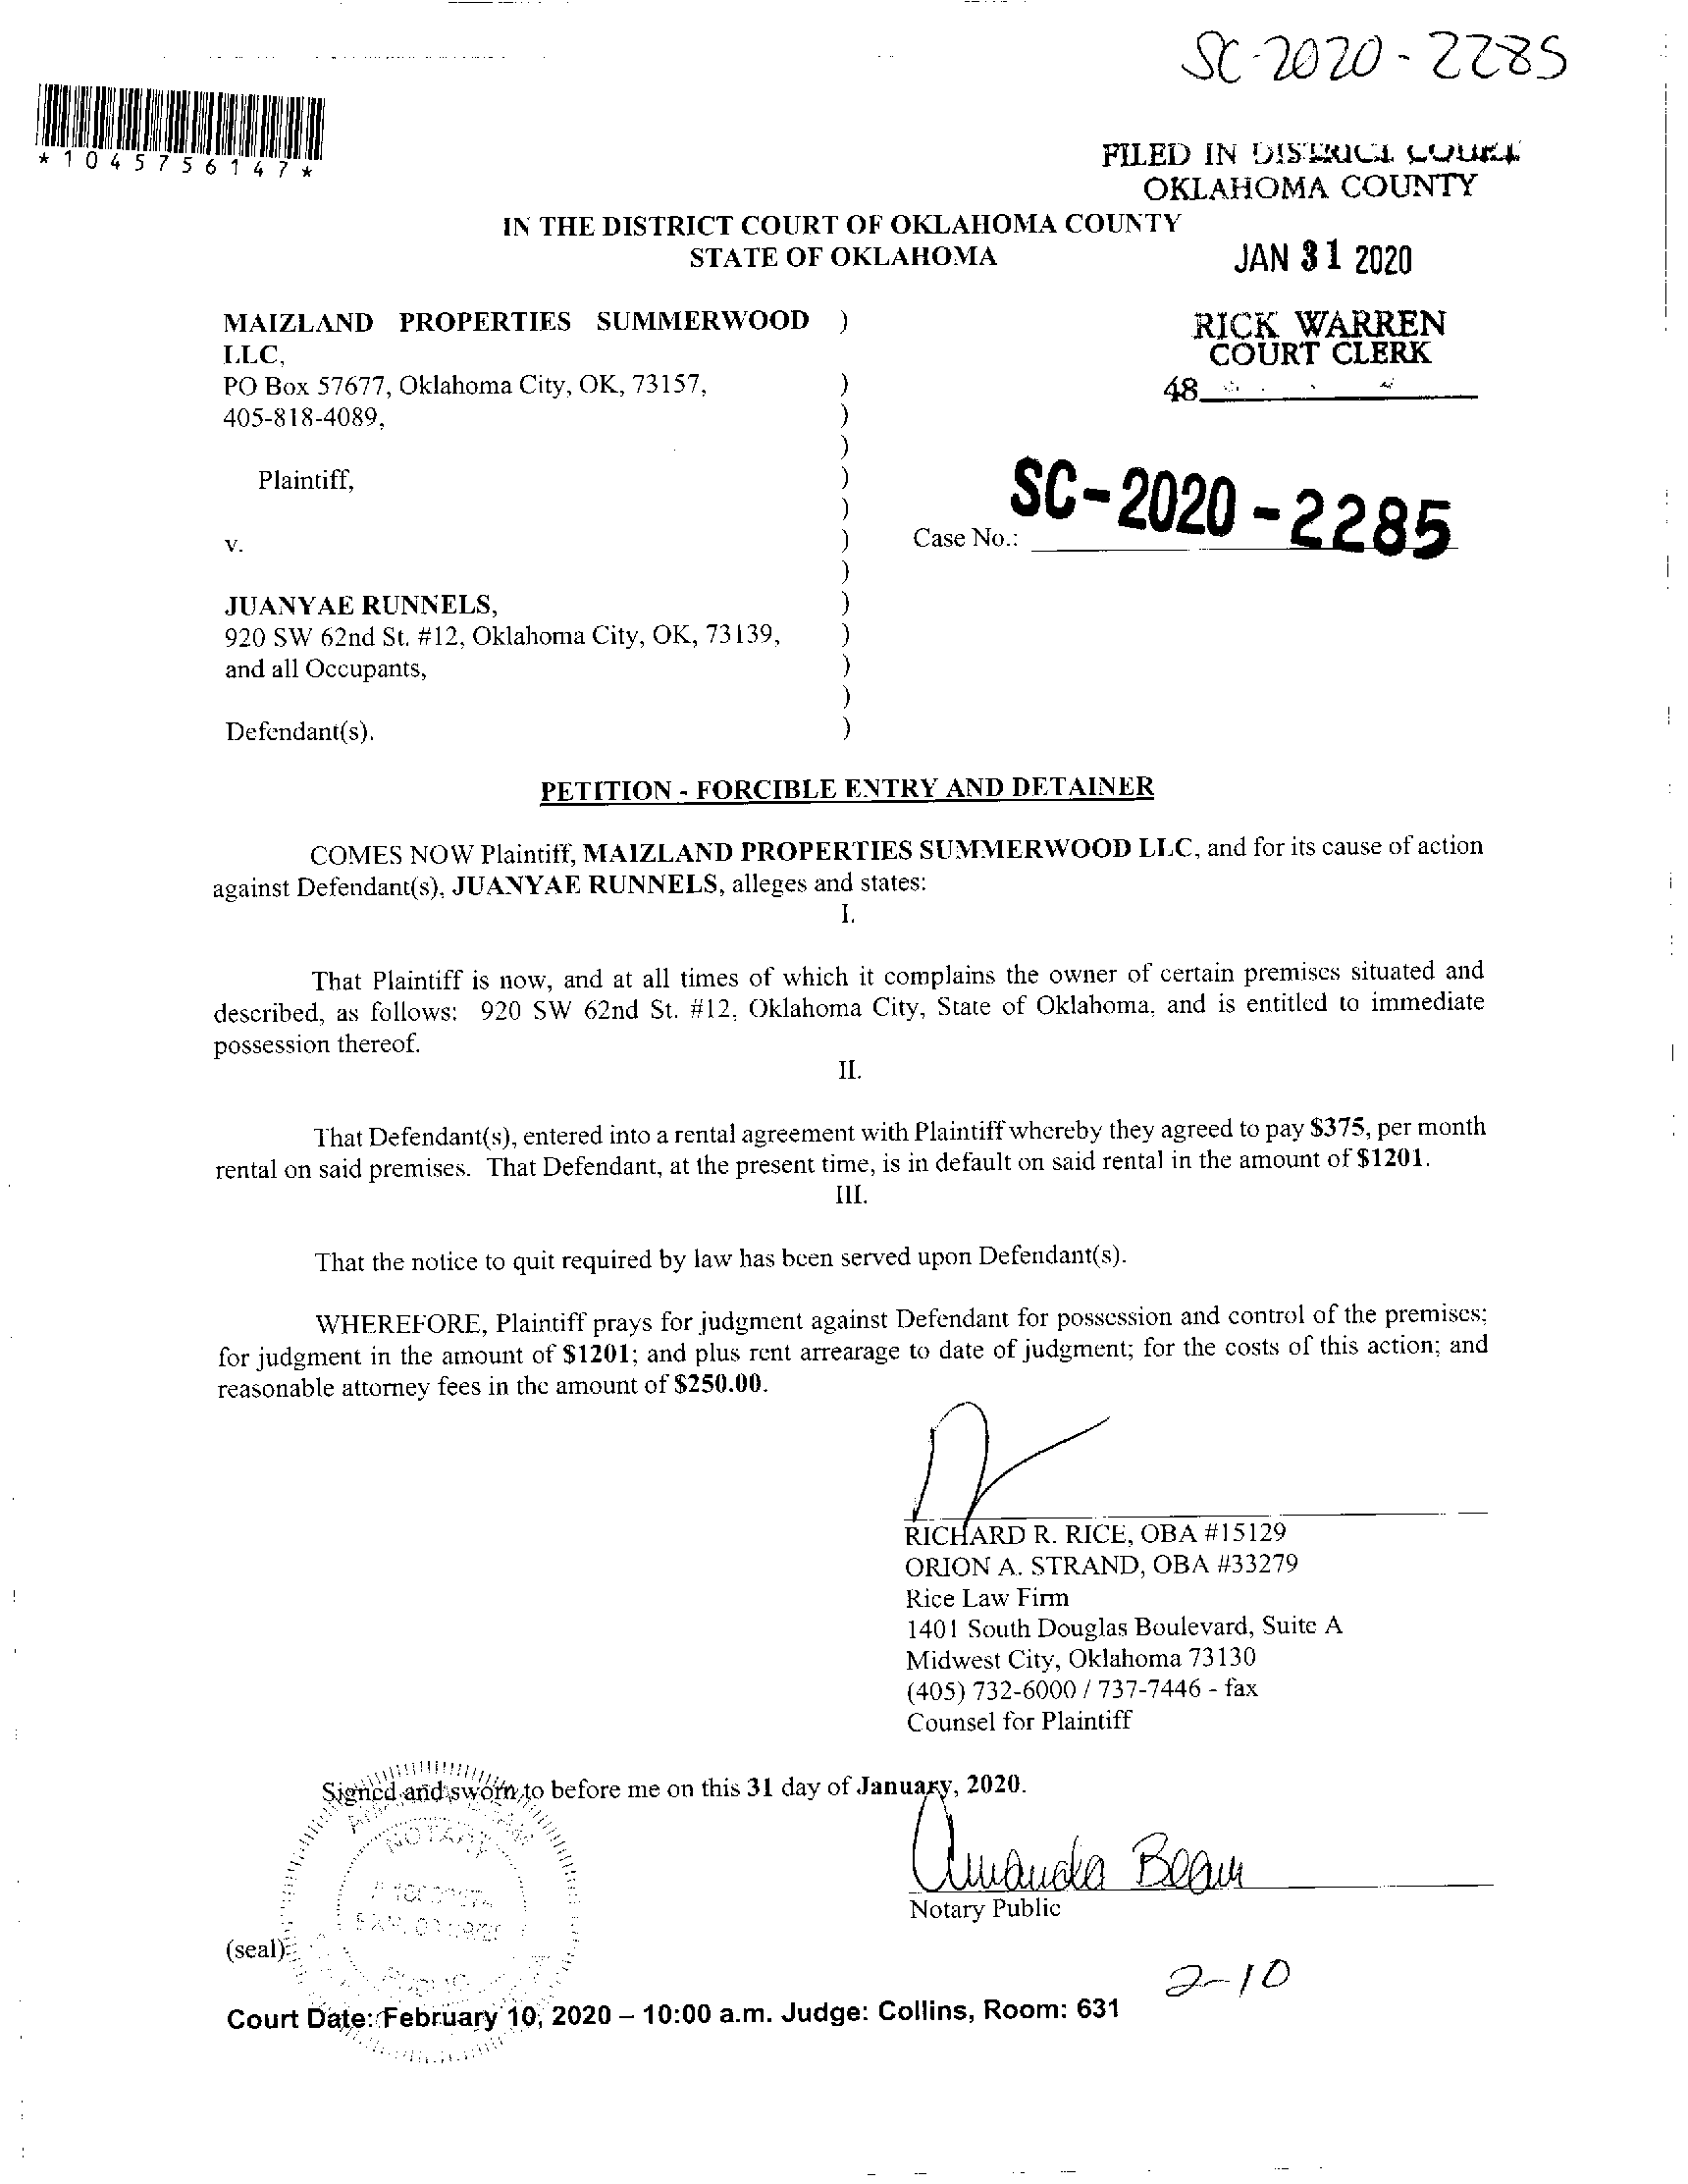 SC-2020-2285
*1045756147*
FILED IN DISTRICT COURT
OKLAHOMA COUNTY
IN THE DISTRICT COURT OF OKLAHOMA COUNTY
STATE OF OKLAHOMA
JAN 31 2020
MAIZLAND PROPERTIES SUMMERWOOD )
LLC,
PO Box 57677, Oklahoma City, OK, 73157, )
405-818-4089, )
)
Plaintiff, )
)
v. )
)
JUANYAE RUNNELS, )
920 SW 62nd St. #12, Oklahoma City, OK, 73139, )
and all Occupants, )
)
Defendant(s). )
RICK WARREN
COURT CLERK
48
SC-2020-2285
Case No.:
PETITION - FORCIBLE ENTRY AND DETAINER
COMES NOW Plaintiff, MAIZLAND PROPERTIES SUMMERWOOD LLC, and for its cause of action
against Defendant(s), JUANYAE RUNNELS, alleges and states:
I.
That Plaintiff is now, and at all times of which it complains the owner of certain premises situated and
described, as follows: 920 SW 62nd St. #12, Oklahoma City, State of Oklahoma, and is entitled to immediate
possession thereof.
II.
That Defendant(s), entered into a rental agreement with Plaintiff whereby they agreed to pay $375, per month
rental on said premises. That Defendant, at the present time, is in default on said rental in the amount of $1201.
III.
That the notice to quit required by law has been served upon Defendant(s).
WHEREFORE, Plaintiff prays for judgment against Defendant for possession and control of the premises;
for judgment in the amount of $1201; and plus rent arrearage to date of judgment; for the costs of this action; and
reasonable attorney fees in the amount of $250.00.
RICHARD R. RICE, OBA #15129
ORION A. STRAND, OBA #33279
Rice Law Firm
1401 South Douglas Boulevard, Suite A
Midwest City, Oklahoma 73130
(405) 732-6000 / 737-7446 - fax
Counsel for Plaintiff
Signed and sworn to before me on this 31 day of January, 2020.
NOTARY
Amanda Beam
Notary Public
(seal)
2-10
Court Date: February 10, 2020 – 10:00 a.m. Judge: Collins, Room: 631